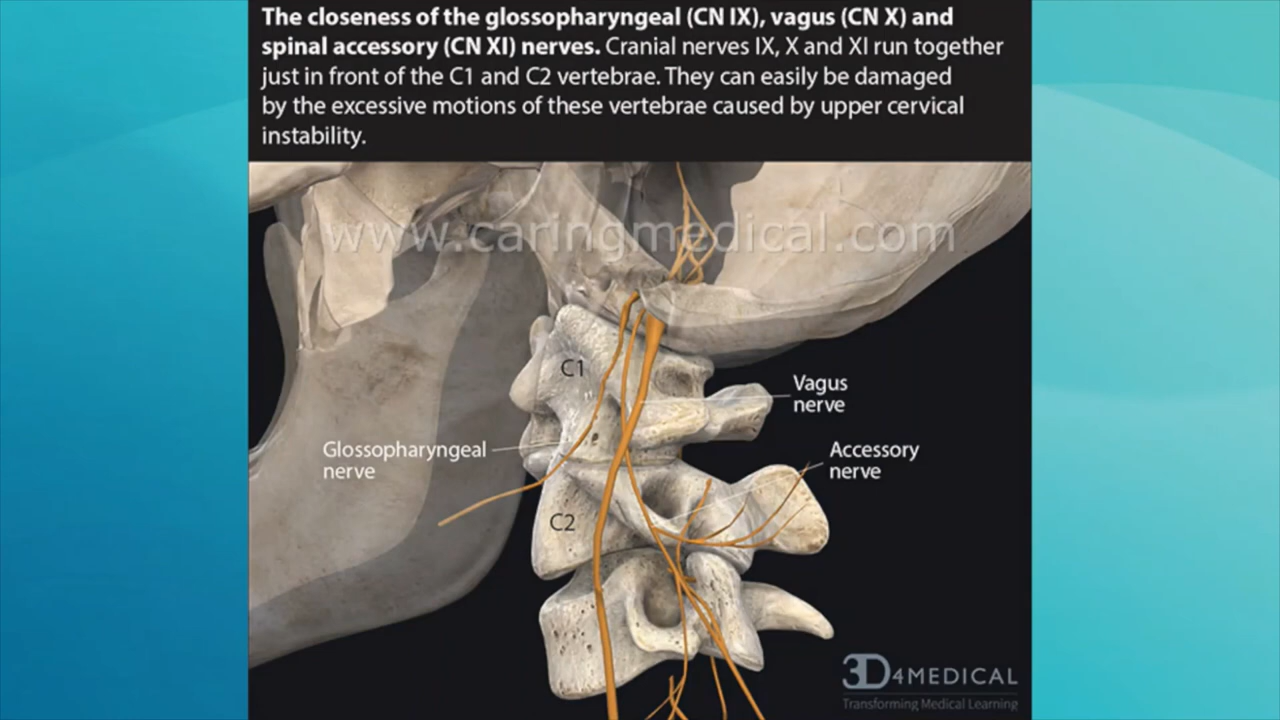 The closeness of the glossopharyngeal (CN IX), vagus (CN X) and
spinal accessory (CN XI) nerves. Cranial nerves IX, X and XI run together
just in front of the C1 and C2 vertebrae. They can easily be damaged
by the excessive motions of these vertebrae caused by upper cervical
instability.
www.caringmedical.com
C1
Vagus
nerve
Glossopharyngeal
nerve
Accessory
nerve
C2
3D4MEDICAL
Transforming Medical Learning